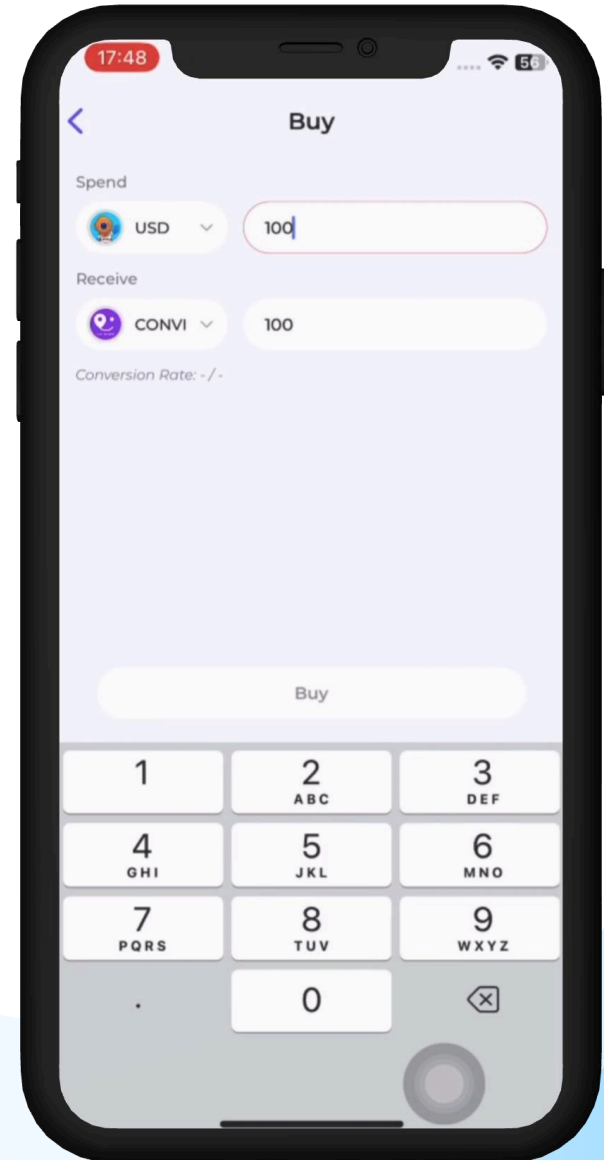 17:48
56
Buy
Spend
USD
100
Receive
CONVI
100
Conversion Rate: - / -
Buy
1
2
ABC
3
DEF
4
GHI
5
JKL
6
MNO
7
PQRS
8
TUV
9
WXYZ
.
0